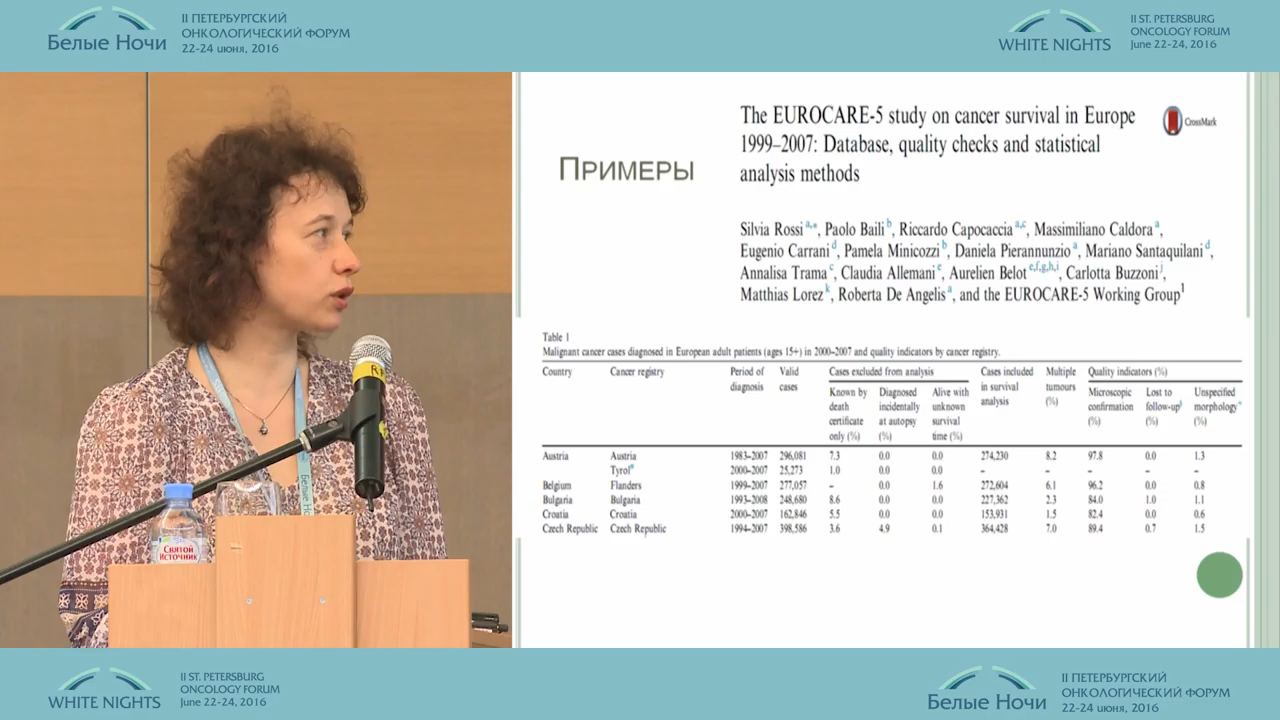 Белые Ночи
II ПЕТЕРБУРГСКИЙ
ОНКОЛОГИЧЕСКИЙ ФОРУМ
22-24 июня, 2016
WHITE NIGHTS
II ST. PETERSBURG
ONCOLOGY FORUM
June 22-24, 2016
ПРИМЕРЫ
The EUROCARE-5 study on cancer survival in Europe
1999–2007: Database, quality checks and statistical
analysis methods
CrossMark
Silvia Rossi a,*, Paolo Baili b, Riccardo Capocaccia a,c, Massimiliano Caldora a,
Eugenio Carrani d, Pamela Minicozzi b, Daniela Pierannunzio a, Mariano Santaquilani d,
Annalisa Trama c, Claudia Allemani e, Aurelien Belot e,f,g,h,i, Carlotta Buzzoni j,
Matthias Lorez k, Roberta De Angelis a, and the EUROCARE-5 Working Group 1
Table 1
Malignant cancer cases diagnosed in European adult patients (ages 15+) in 2000–2007 and quality indicators by cancer registry.
Country Cancer registry Period of diagnosis Valid cases Cases excluded from analysis Cases included in survival analysis Multiple tumours (%) Quality indicators (%)
Known by death certificate only (%) Diagnosed incidentally at autopsy (%) Alive with unknown survival time (%) Microscopic confirmation (%) Lost to follow-up (%) Unspecified morphology (%)
Austria Austria 1983–2007 296,081 7.3 0.0 0.0 274,230 8.2 97.8 0.0 1.3
Tyrol 2000–2007 25,273 1.0 0.0 0.0 – – – – –
Belgium Flanders 1999–2007 277,057 – 0.0 1.6 272,604 6.1 96.2 0.0 0.8
Bulgaria Bulgaria 1993–2008 248,680 8.6 0.0 0.0 227,362 2.3 84.0 1.0 1.1
Croatia Croatia 2000–2007 162,846 5.5 0.0 0.0 153,931 1.5 82.4 0.0 0.6
Czech Republic Czech Republic 1994–2007 398,586 3.6 4.9 0.1 364,428 7.0 89.4 0.7 1.5
Святой
Источник
Белые
WHITE NIGHTS
II ST. PETERSBURG
ONCOLOGY FORUM
June 22-24, 2016
Белые Ночи
II ПЕТЕРБУРГСКИЙ
ОНКОЛОГИЧЕСКИЙ ФОРУМ
22-24 июня, 2016